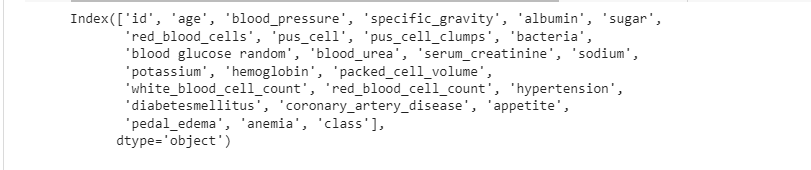 Index(['id', 'age', 'blood_pressure', 'specific_gravity', 'albumin', 'sugar',
'red_blood_cells', 'pus_cell', 'pus_cell_clumps', 'bacteria',
'blood glucose random', 'blood_urea', 'serum_creatinine', 'sodium',
'potassium', 'hemoglobin', 'packed_cell_volume',
'white_blood_cell_count', 'red_blood_cell_count', 'hypertension',
'diabetesmellitus', 'coronary_artery_disease', 'appetite',
'pedal_edema', 'anemia', 'class'],
dtype='object')